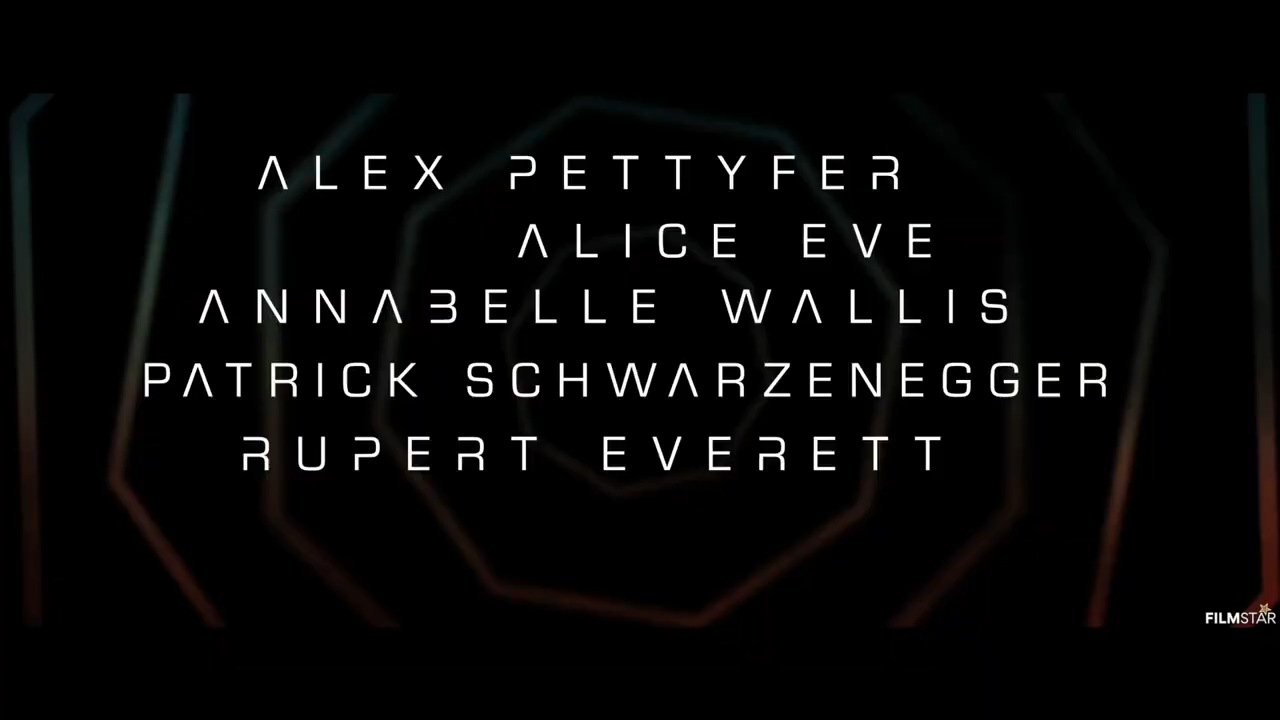 ALEX PETTYFER
ALICE EVE
ANNABELLE WALLIS
PATRICK SCHWARZENEGGER
RUPERT EVERETT
FILMSTAR